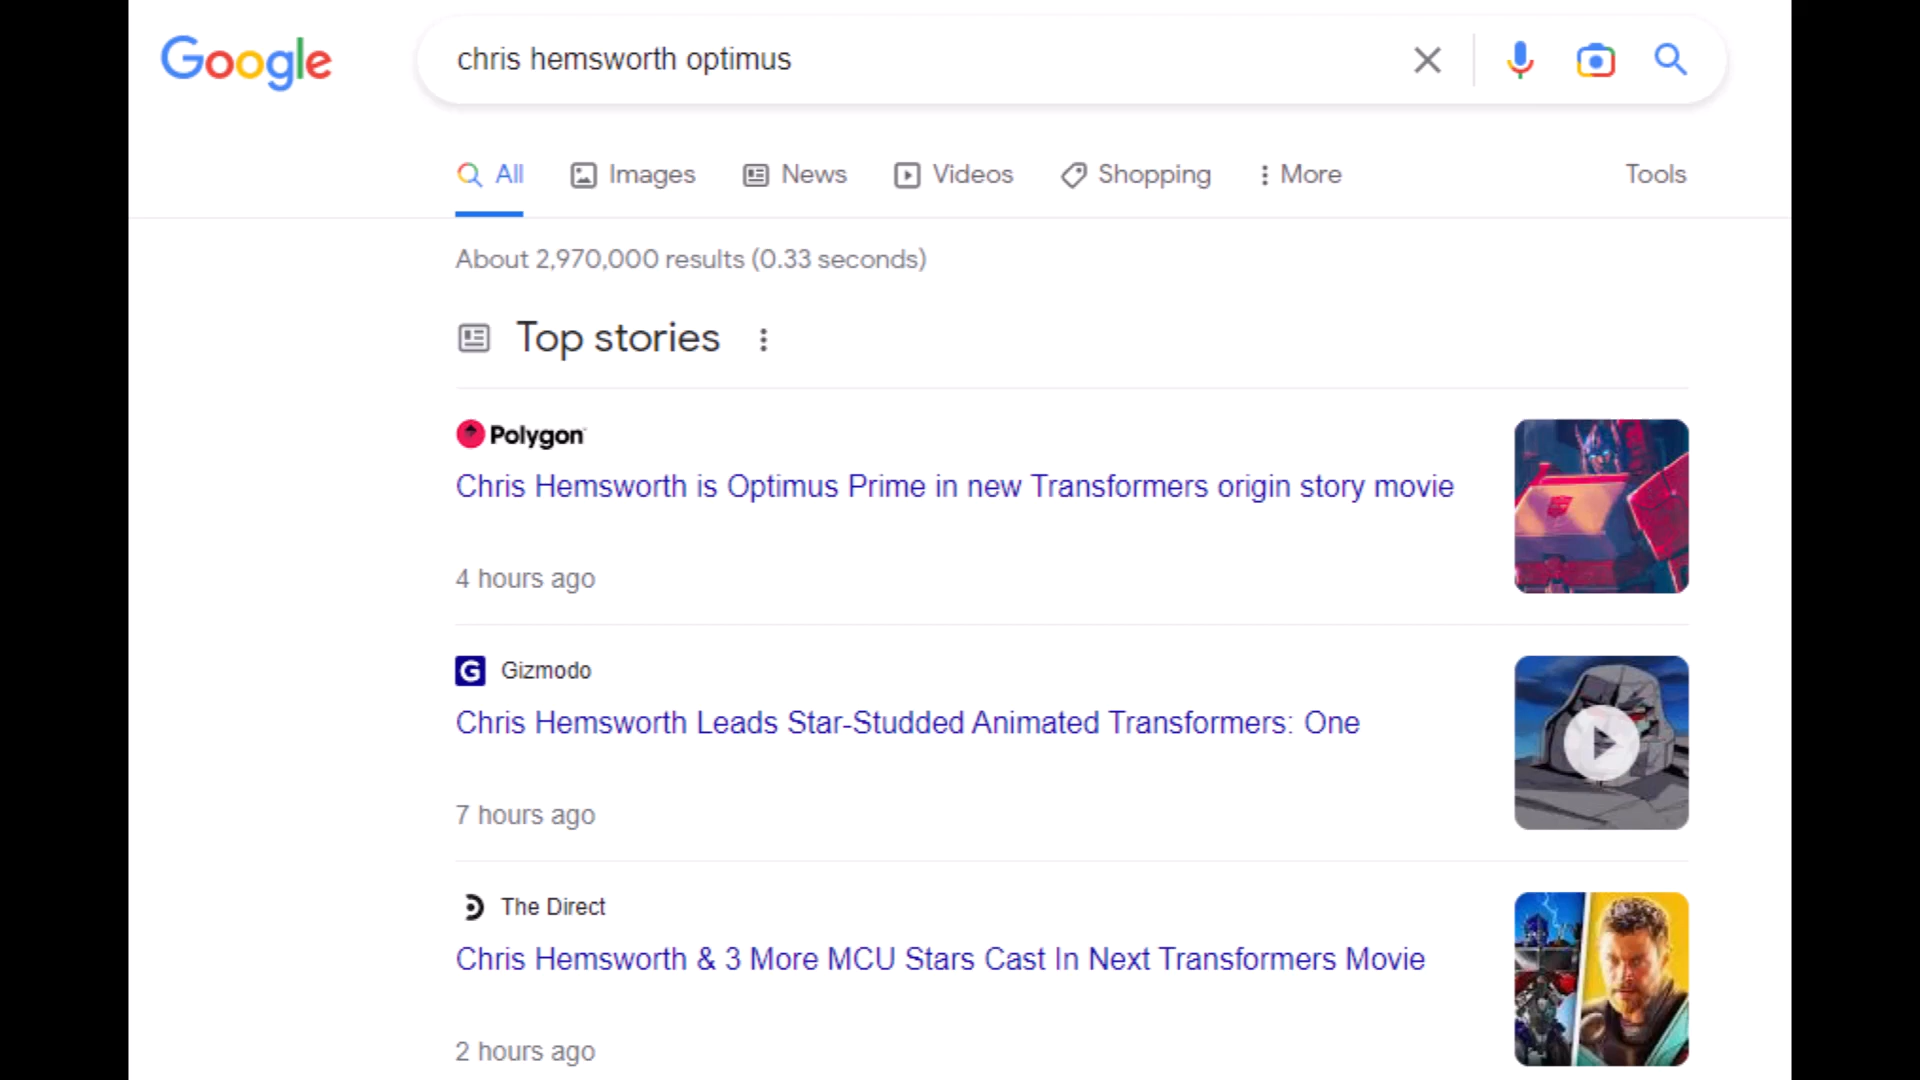 Google
chris hemsworth optimus
All Images News Videos Shopping More Tools
About 2,970,000 results (0.33 seconds)
Top stories
Polygon
Chris Hemsworth is Optimus Prime in new Transformers origin story movie
4 hours ago
G Gizmodo
Chris Hemsworth Leads Star-Studded Animated Transformers: One
7 hours ago
The Direct
Chris Hemsworth & 3 More MCU Stars Cast In Next Transformers Movie
2 hours ago